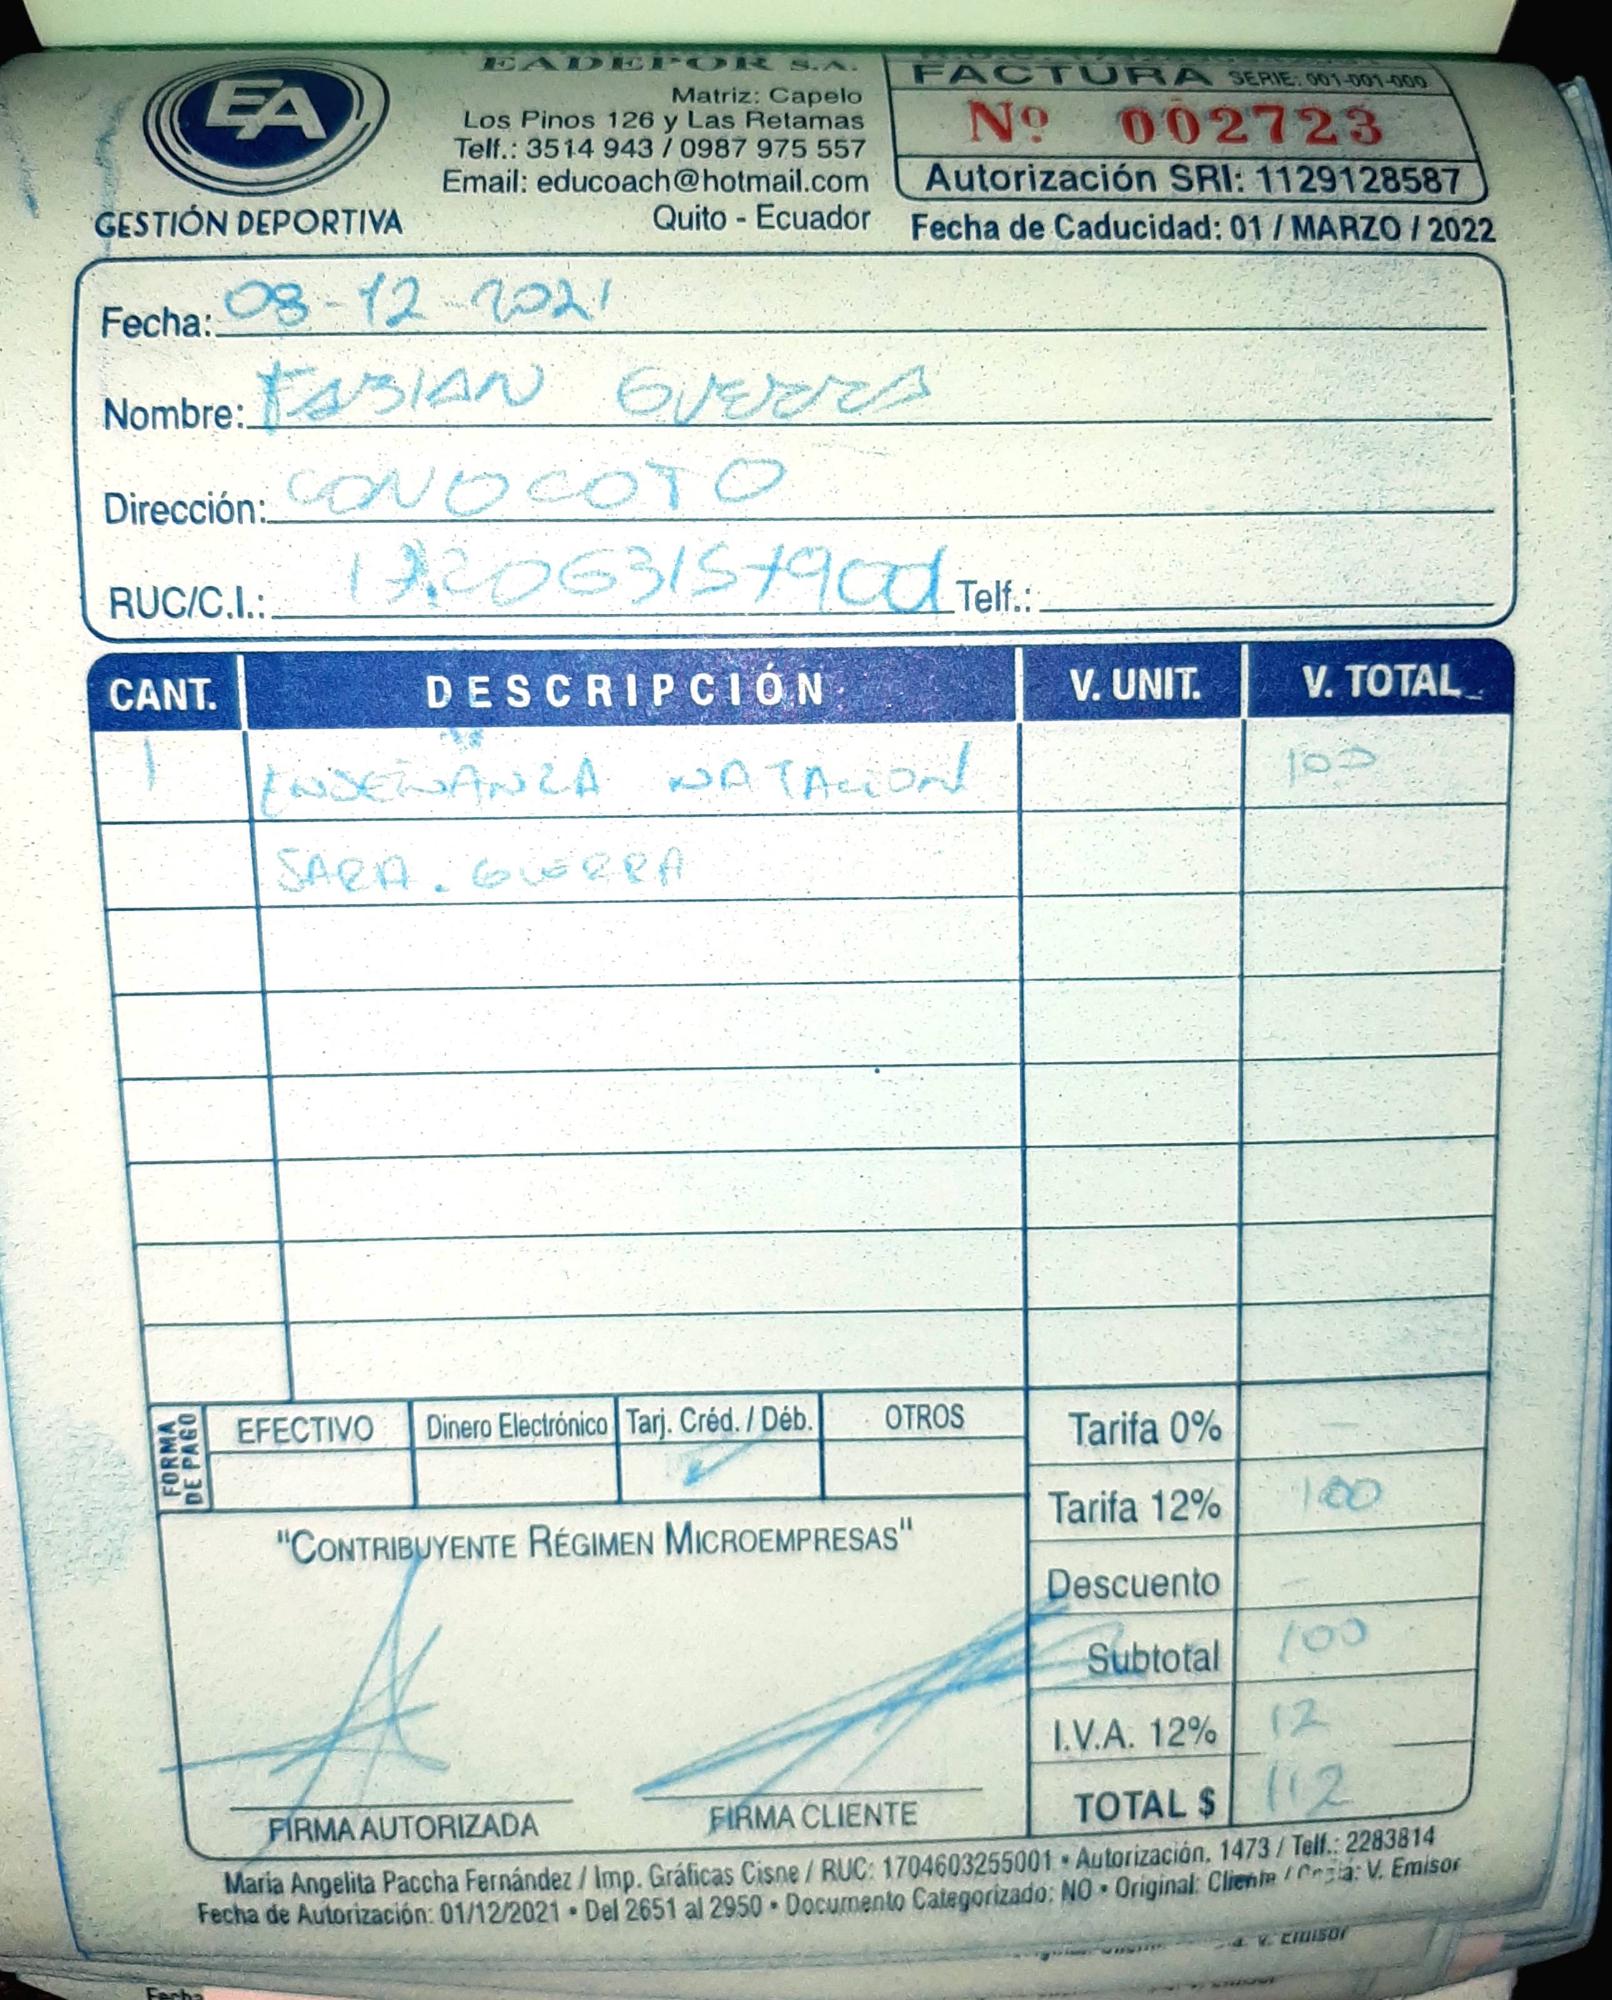 EA
GESTIÓN DEPORTIVA
EADEPOR S.A.
Matriz: Capelo
Los Pinos 126 y Las Retamas
Telf.: 3514 943 / 0987 975 557
Email: educoach@hotmail.com
Quito - Ecuador
FACTURA SERIE: 001-001-000
Nº 002723
Autorización SRI: 1129128587
Fecha de Caducidad: 01 / MARZO / 2022
Fecha: 08-12-2021
Nombre: FABIAN GUERRA
Dirección: CONOCOTO
RUC/C.I.: Telf.:
CANT. DESCRIPCIÓN V. UNIT. V. TOTAL
1 ENSEÑANZA NATACION 100
SARA. GUERRA
FORMA DE PAGO
EFECTIVO Dinero Electrónico Tarj. Créd. / Déb. OTROS
✓
Tarifa 0% —
Tarifa 12% 100
Descuento —
Subtotal 100
I.V.A. 12% 12
TOTAL $ 112
"CONTRIBUYENTE RÉGIMEN MICROEMPRESAS"
FIRMA AUTORIZADA FIRMA CLIENTE
María Angelita Paccha Fernández / Imp. Gráficas Cisne / RUC: 1704603255001 • Autorización. 1473 / Telf.: 2283814
Fecha de Autorización: 01/12/2021 • Del 2651 al 2950 • Documento Categorizado: NO • Original: Cliente / Copia: V. Emisor
V. Emisor
Fecha